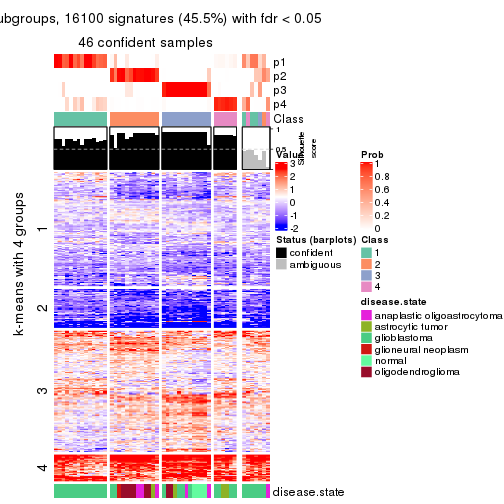 ubgroups, 16100 signatures (45.5%) with fdr < 0.05
46 confident samples
p1
p2
p3
p4
Class
1
0.5
Silhouette
score
Value
3
2
1
0
-1
-2
Prob
1
0.8
0.6
0.4
0.2
0
Status (barplots)
confident
ambiguous
Class
1
2
3
4
disease.state
anaplastic oligoastrocytoma
astrocytic tumor
glioblastoma
glioneural neoplasm
normal
oligodendroglioma
k-means with 4 groups
1
2
3
4
disease.state